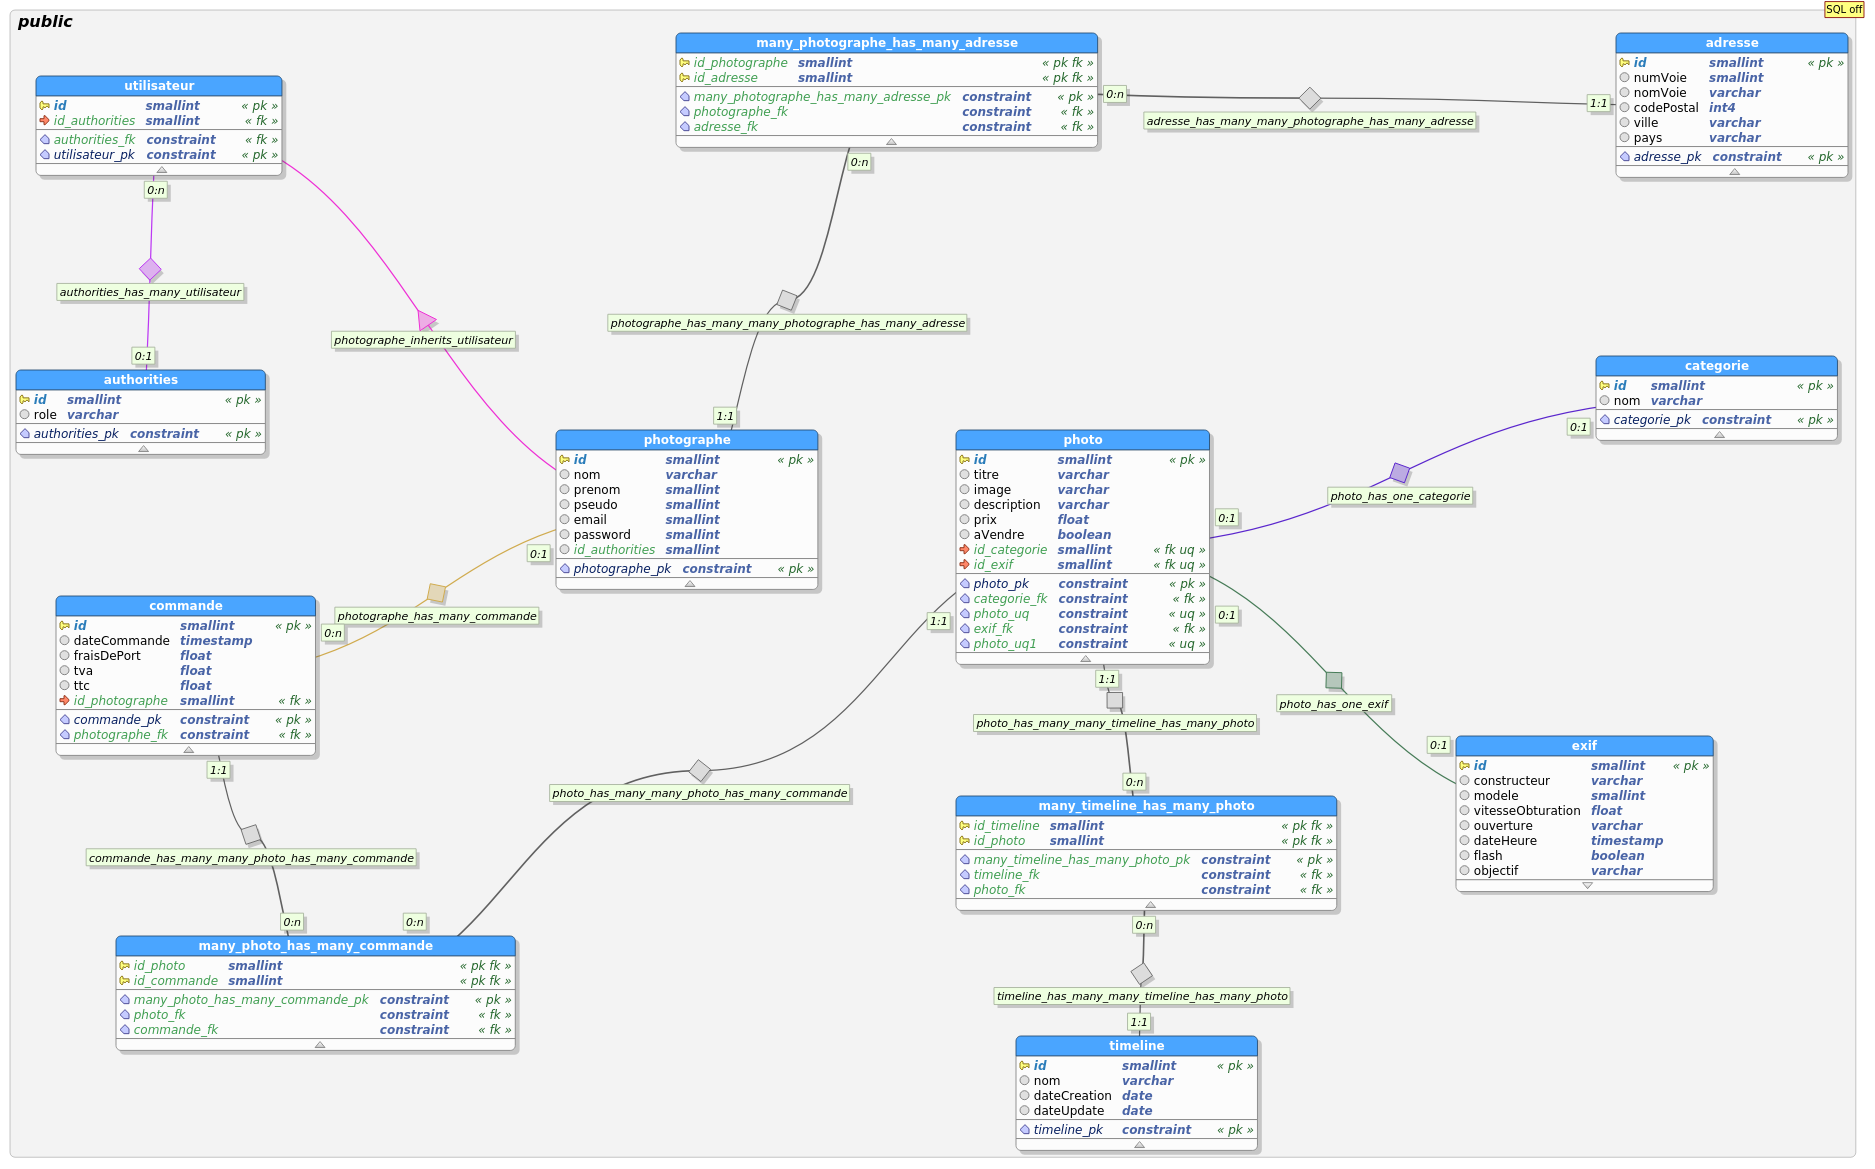 SQL off
public
utilisateur
id smallint « pk »
id_authorities smallint « fk »
authorities_fk constraint « fk »
utilisateur_pk constraint « pk »
0:n
authorities_has_many_utilisateur
0:1
authorities
id smallint « pk »
role varchar
authorities_pk constraint « pk »
photographe_inherits_utilisateur
many_photographe_has_many_adresse
id_photographe smallint « pk fk »
id_adresse smallint « pk fk »
many_photographe_has_many_adresse_pk constraint « pk »
photographe_fk constraint « fk »
adresse_fk constraint « fk »
0:n
adresse_has_many_many_photographe_has_many_adresse
1:1
adresse
id smallint « pk »
numVoie smallint
nomVoie varchar
codePostal int4
ville varchar
pays varchar
adresse_pk constraint « pk »
0:n
photographe_has_many_many_photographe_has_many_adresse
1:1
photographe
id smallint « pk »
nom varchar
prenom smallint
pseudo smallint
email smallint
password smallint
id_authorities smallint
photographe_pk constraint « pk »
0:1
photographe_has_many_commande
0:n
photo
id smallint « pk »
titre varchar
image varchar
description varchar
prix float
aVendre boolean
id_categorie smallint « fk uq »
id_exif smallint « fk uq »
photo_pk constraint « pk »
categorie_fk constraint « fk »
photo_uq constraint « uq »
exif_fk constraint « fk »
photo_uq1 constraint « uq »
categorie
id smallint « pk »
nom varchar
categorie_pk constraint « pk »
0:1
photo_has_one_categorie
0:1
0:1
photo_has_one_exif
0:1
exif
id smallint « pk »
constructeur varchar
modele smallint
vitesseObturation float
ouverture varchar
dateHeure timestamp
flash boolean
objectif varchar
commande
id smallint « pk »
dateCommande timestamp
fraisDePort float
tva float
ttc float
id_photographe smallint « fk »
commande_pk constraint « pk »
photographe_fk constraint « fk »
1:1
commande_has_many_many_photo_has_many_commande
0:n
1:1
photo_has_many_many_photo_has_many_commande
0:n
many_photo_has_many_commande
id_photo smallint « pk fk »
id_commande smallint « pk fk »
many_photo_has_many_commande_pk constraint « pk »
photo_fk constraint « fk »
commande_fk constraint « fk »
1:1
photo_has_many_many_timeline_has_many_photo
0:n
many_timeline_has_many_photo
id_timeline smallint « pk fk »
id_photo smallint « pk fk »
many_timeline_has_many_photo_pk constraint « pk »
timeline_fk constraint « fk »
photo_fk constraint « fk »
0:n
timeline_has_many_many_timeline_has_many_photo
1:1
timeline
id smallint « pk »
nom varchar
dateCreation date
dateUpdate date
timeline_pk constraint « pk »